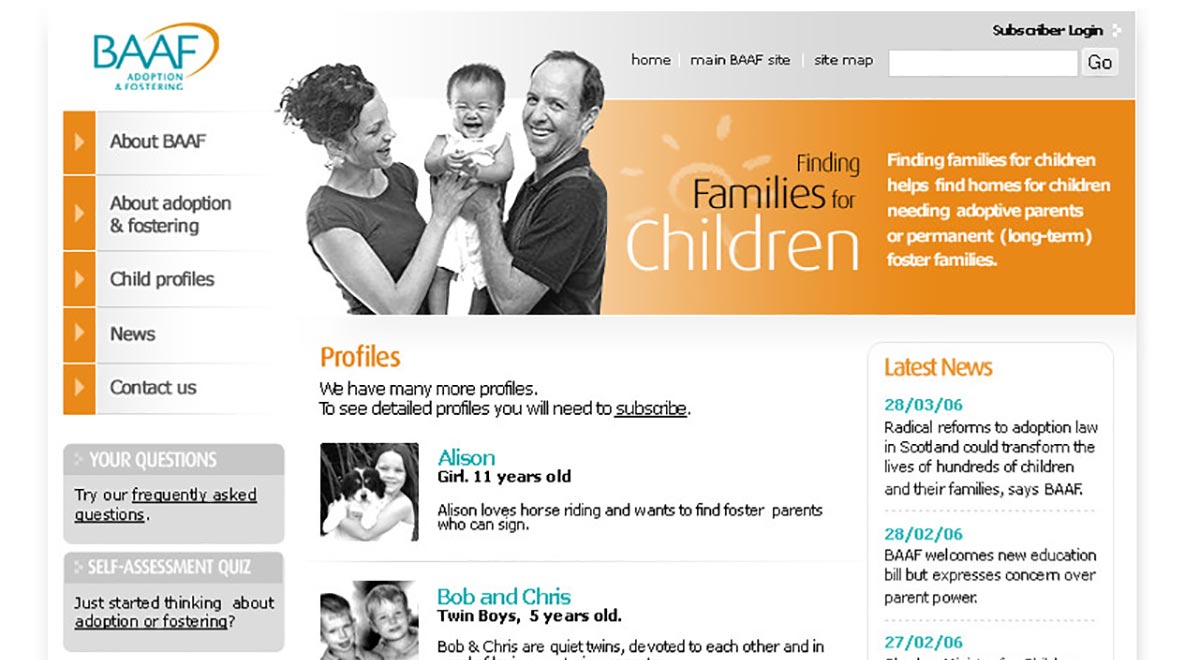 BAAF
ADOPTION
& FOSTERING
Subscriber Login
home main BAAF site site map
Go
About BAAF
About adoption
& fostering
Child profiles
News
Contact us
Finding
Families for
Children
Finding families for children
helps find homes for children
needing adoptive parents
or permanent (long-term)
foster families.
YOUR QUESTIONS
Try our frequently asked
questions.
SELF-ASSESSMENT QUIZ
Just started thinking about
adoption or fostering?
Profiles
We have many more profiles.
To see detailed profiles you will need to subscribe.
Alison
Girl. 11 years old
Alison loves horse riding and wants to find foster parents
who can sign.
Bob and Chris
Twin Boys, 5 years old.
Bob & Chris are quiet twins, devoted to each other and in
Latest News
28/03/06
Radical reforms to adoption law
in Scotland could transform the
lives of hundreds of children
and their families, says BAAF.
28/02/06
BAAF welcomes new education
bill but expresses concern over
parent power.
27/02/06